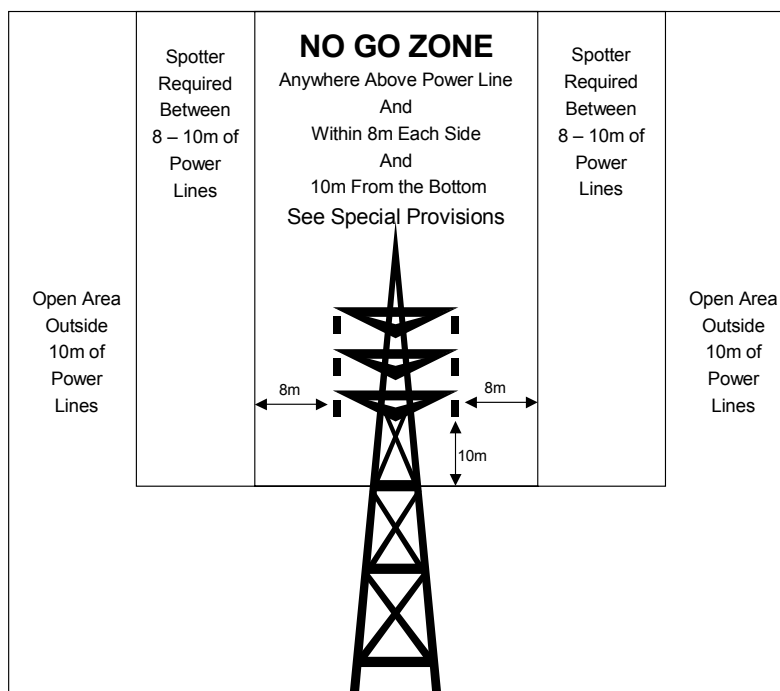 NO GO ZONE
Anywhere Above Power Line
And
Within 8m Each Side
And
10m From the Bottom
See Special Provisions
Spotter
Required
Between
8 – 10m of
Power
Lines
Spotter
Required
Between
8 – 10m of
Power
Lines
Open Area
Outside
10m of
Power
Lines
Open Area
Outside
10m of
Power
Lines
8m
8m
10m